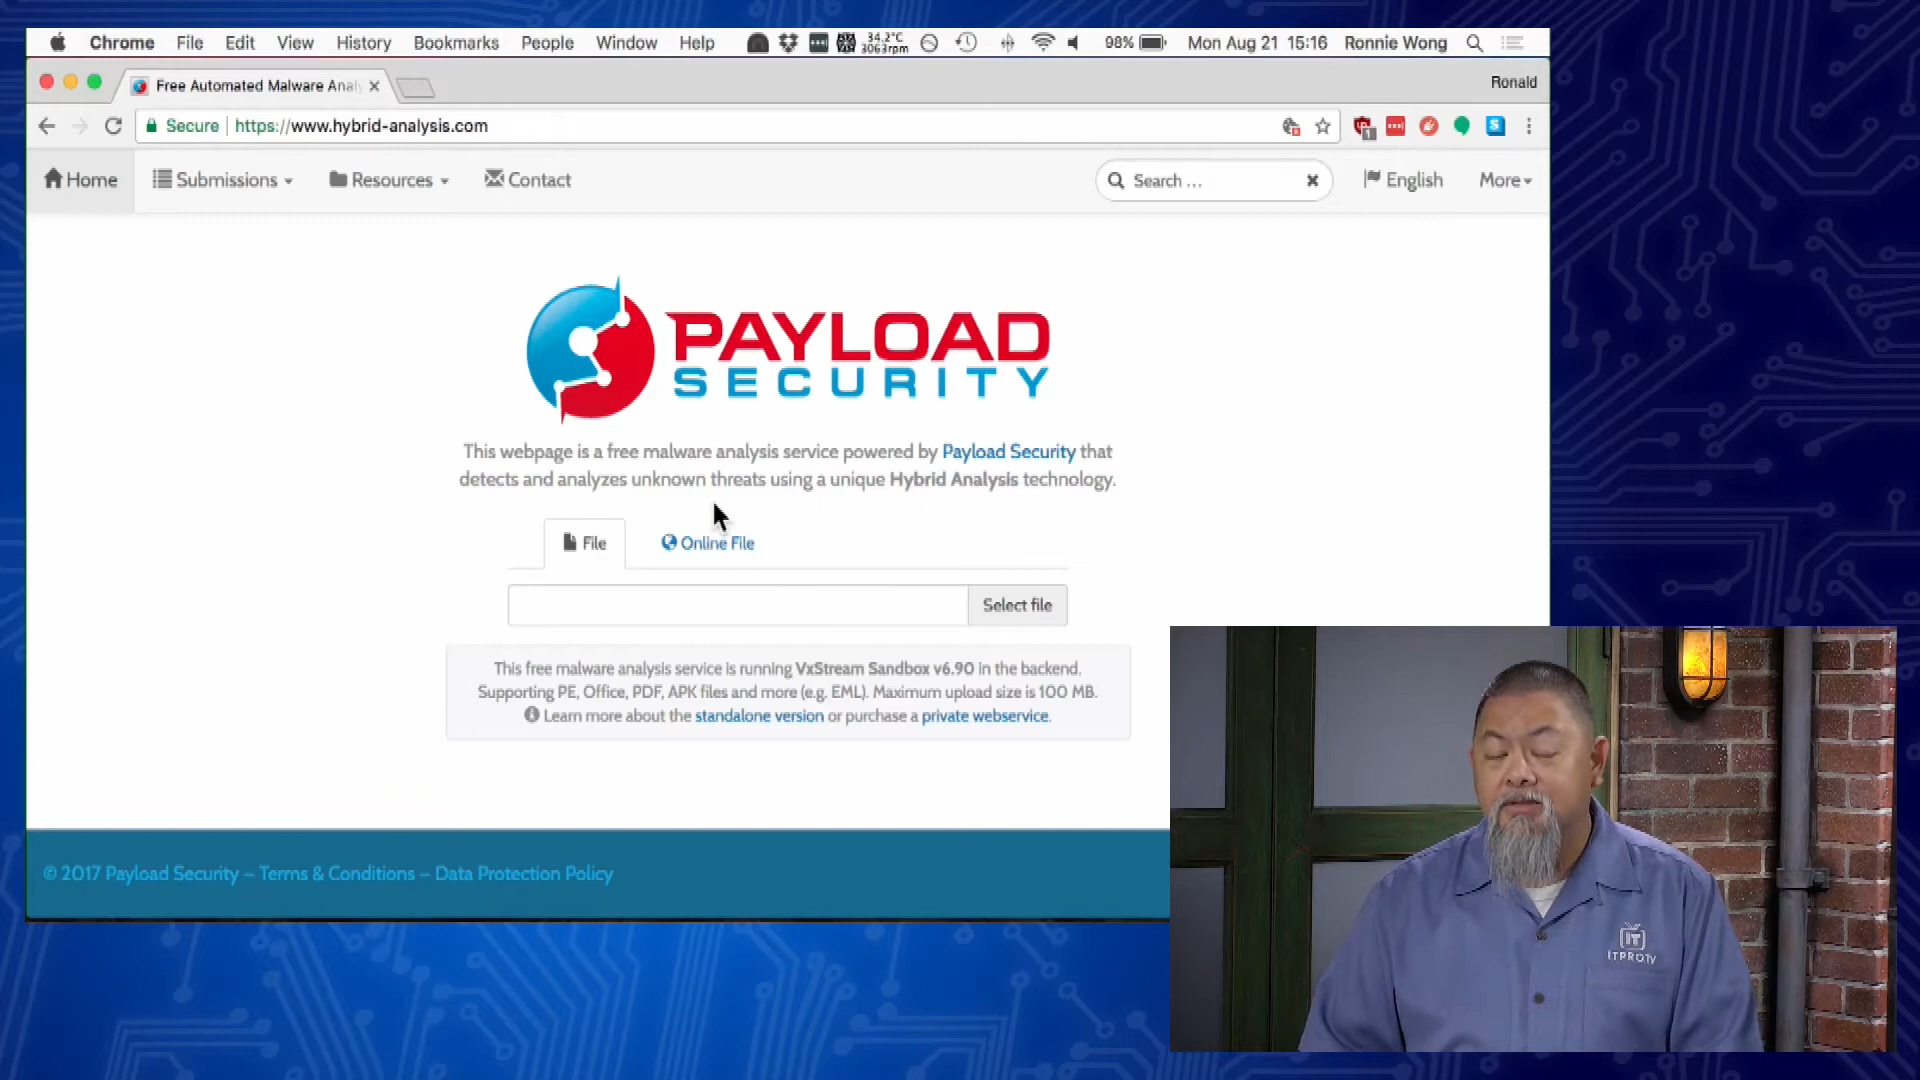 Chrome File Edit View History Bookmarks People Window Help 34.2°C 3063rpm 98% Mon Aug 21 15:16 Ronnie Wong
Free Automated Malware Anal Ronald
Secure https://www.hybrid-analysis.com 1 S
Home Submissions Resources Contact Search ... English More
PAYLOAD
SECURITY
This webpage is a free malware analysis service powered by Payload Security that
detects and analyzes unknown threats using a unique Hybrid Analysis technology.
File Online File
Select file
This free malware analysis service is running VxStream Sandbox v6.90 in the backend.
Supporting PE, Office, PDF, APK files and more (e.g. EML). Maximum upload size is 100 MB.
Learn more about the standalone version or purchase a private webservice.
© 2017 Payload Security – Terms & Conditions – Data Protection Policy
IT
ITPROTV